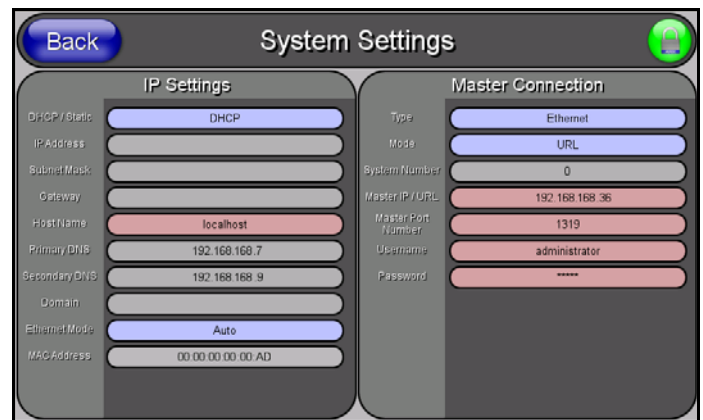 Back
System Settings
IP Settings
DHCP / Static
DHCP
IP Address
Subnet Mask
Gateway
Host Name
localhost
Primary DNS
192.168.168.7
Secondary DNS
192.168.168.9
Domain
Ethernet Mode
Auto
MAC Address
00:00:00:00:00:AD
Master Connection
Type
Ethernet
Mode
URL
System Number
0
Master IP / URL
192.168.168.36
Master Port
Number
1319
Username
administrator
Password
*****